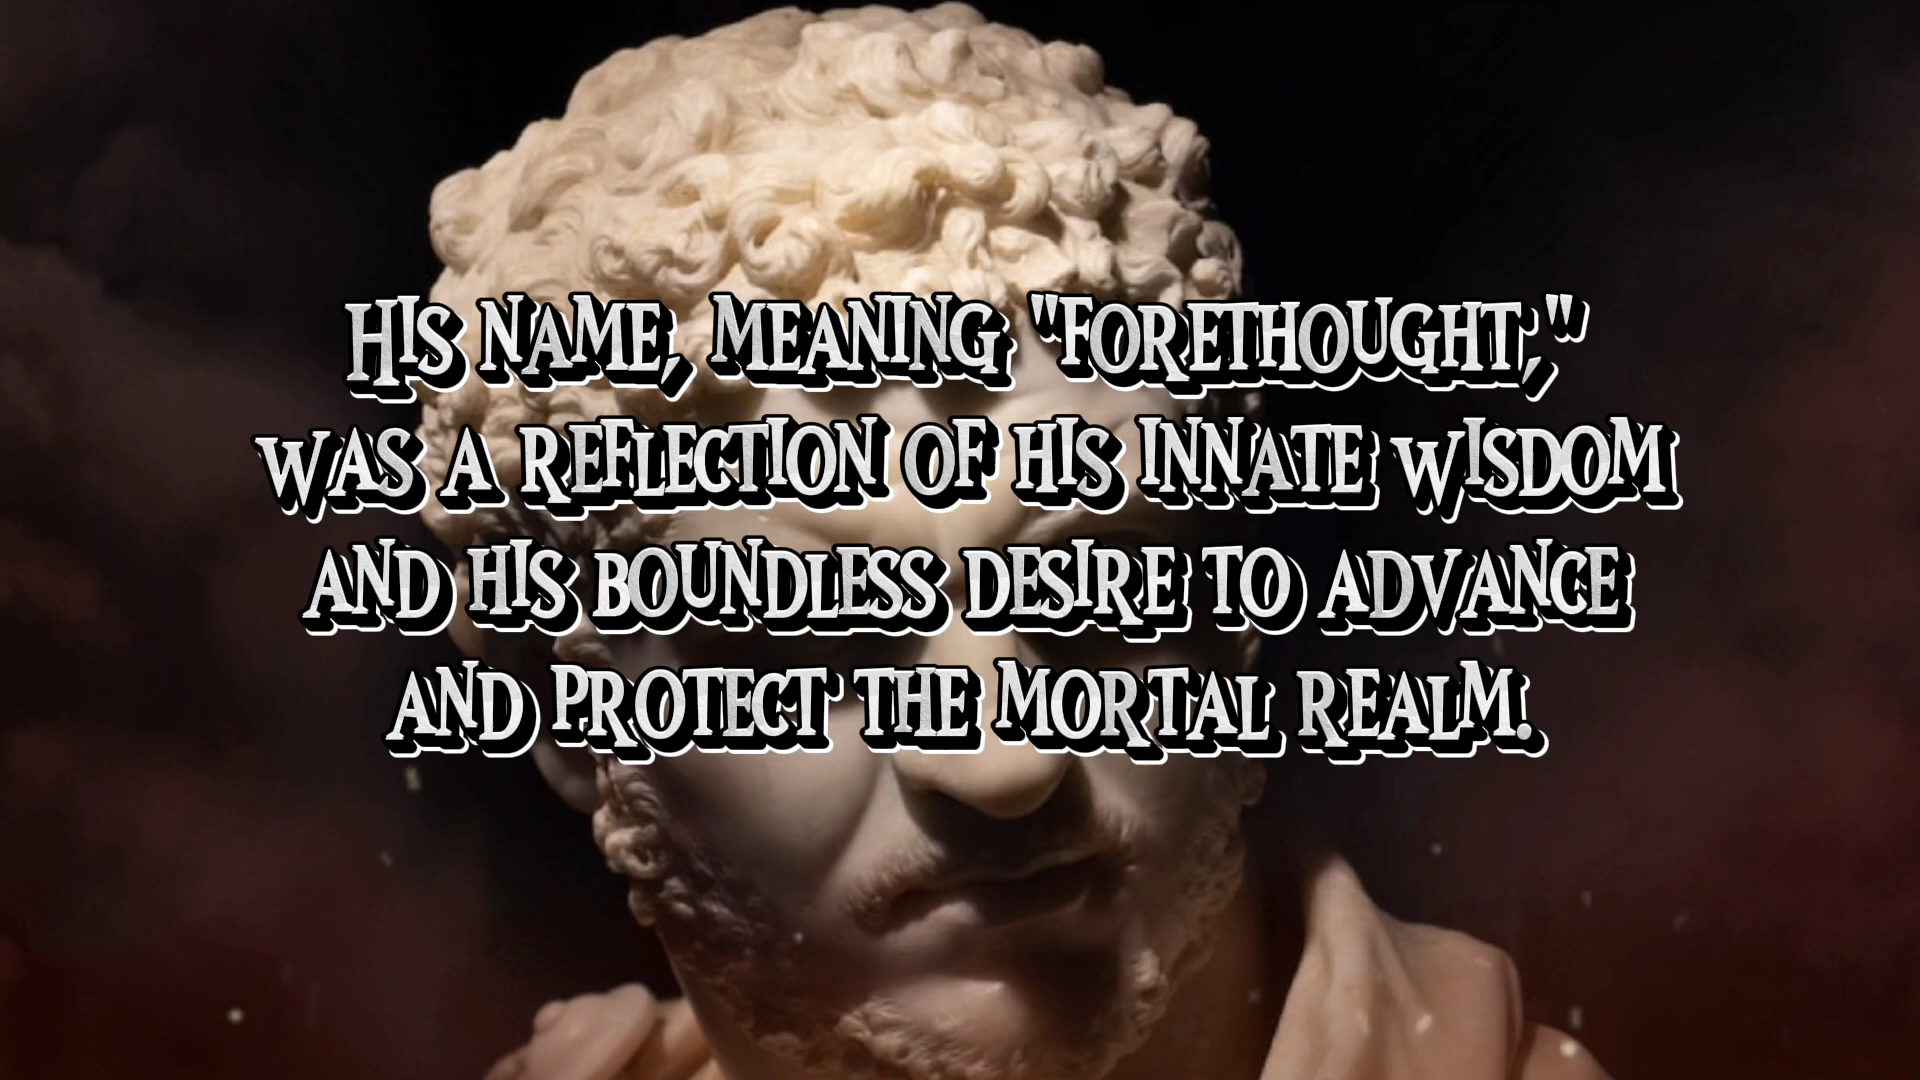 His name, meaning "forethought,"
was a reflection of his innate wisdom
and his boundless desire to advance
and protect the mortal realm.